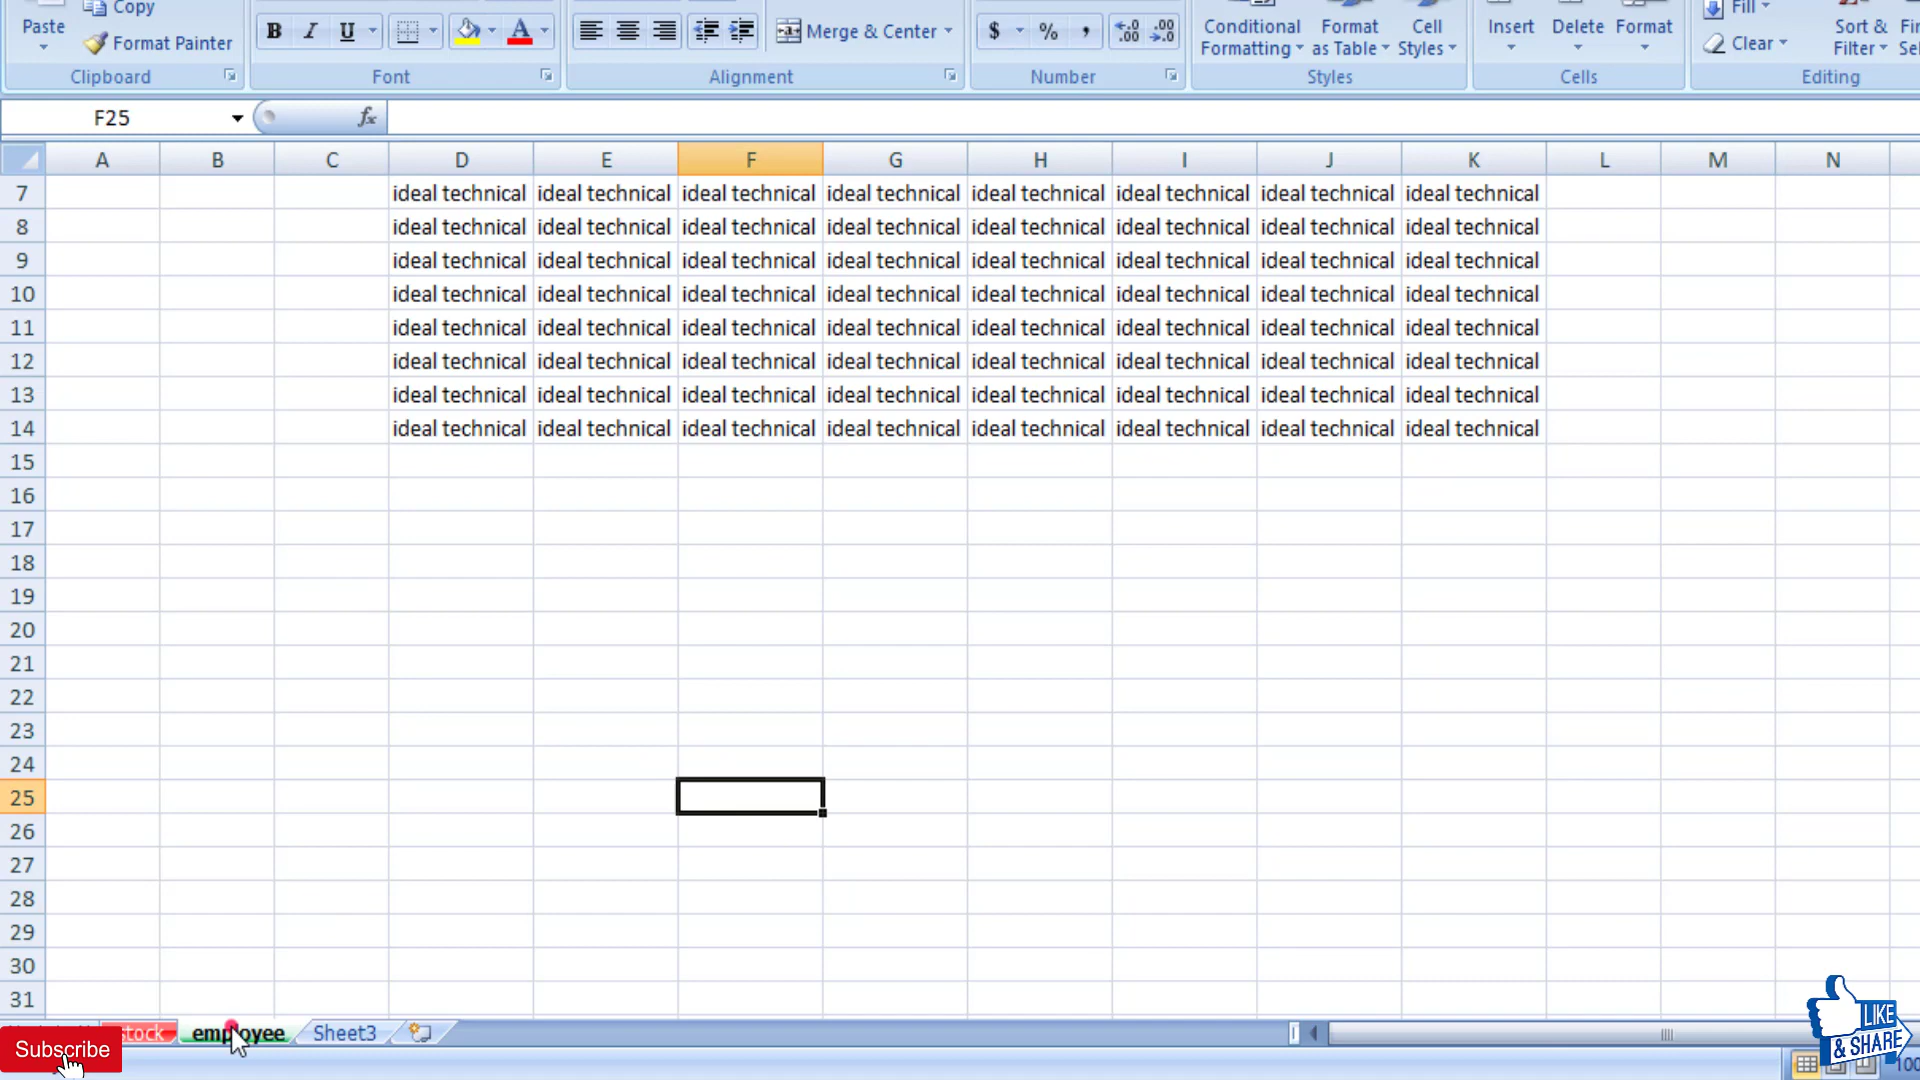 Paste Copy Format Painter
Clipboard
B I U A
Font
Merge & Center
Alignment
$ % ,
Number
Conditional Formatting Format as Table Cell Styles
Styles
Insert Delete Format
Cells
Fill Clear Sort & Filter
Editing
F25 fx
A B C D E F G H I J K L M N
7 ideal technical ideal technical ideal technical ideal technical ideal technical ideal technical ideal technical ideal technical
8 ideal technical ideal technical ideal technical ideal technical ideal technical ideal technical ideal technical ideal technical
9 ideal technical ideal technical ideal technical ideal technical ideal technical ideal technical ideal technical ideal technical
10 ideal technical ideal technical ideal technical ideal technical ideal technical ideal technical ideal technical ideal technical
11 ideal technical ideal technical ideal technical ideal technical ideal technical ideal technical ideal technical ideal technical
12 ideal technical ideal technical ideal technical ideal technical ideal technical ideal technical ideal technical ideal technical
13 ideal technical ideal technical ideal technical ideal technical ideal technical ideal technical ideal technical ideal technical
14 ideal technical ideal technical ideal technical ideal technical ideal technical ideal technical ideal technical ideal technical
15
16
17
18
19
20
21
22
23
24
25
26
27
28
29
30
31
stock employee Sheet3
Subscribe
LIKE
& SHARE
100